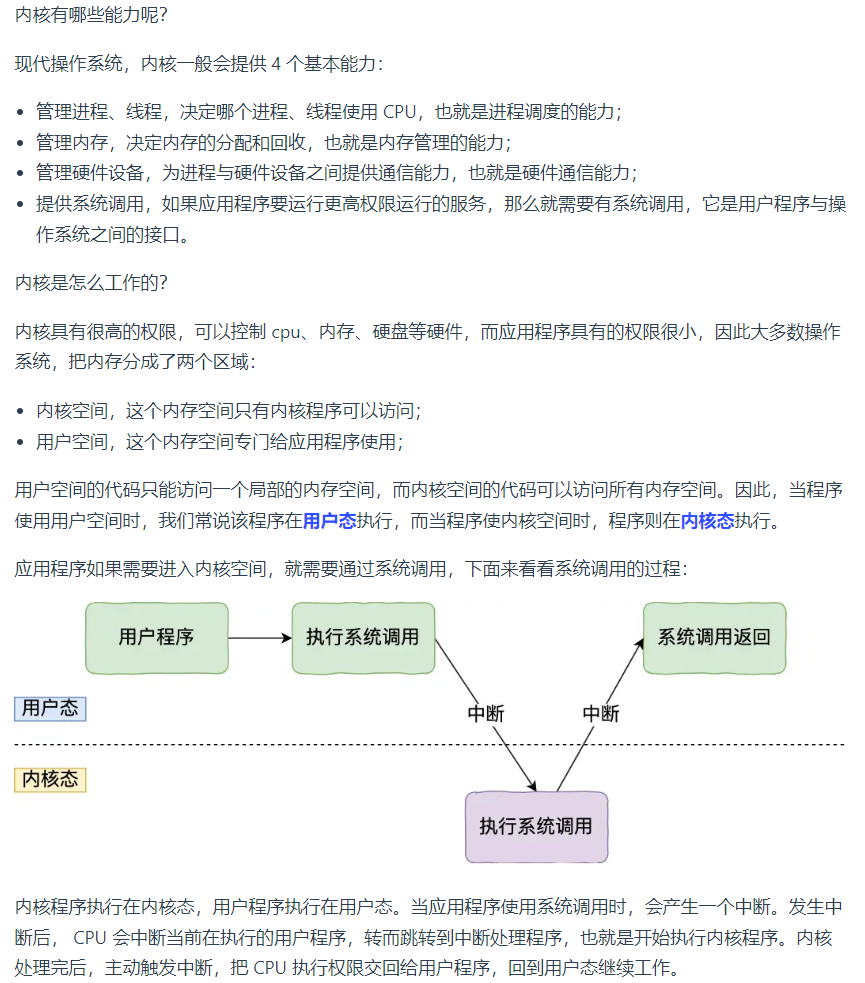 内核有哪些能力呢？
现代操作系统，内核一般会提供 4 个基本能力：
管理进程、线程，决定哪个进程、线程使用 CPU，也就是进程调度的能力；
管理内存，决定内存的分配和回收，也就是内存管理的能力；
管理硬件设备，为进程与硬件设备之间提供通信能力，也就是硬件通信能力；
提供系统调用，如果应用程序要运行更高权限运行的服务，那么就需要有系统调用，它是用户程序与操
作系统之间的接口。
内核是怎么工作的？
内核具有很高的权限，可以控制 cpu、内存、硬盘等硬件，而应用程序具有的权限很小，因此大多数操作
系统，把内存分成了两个区域：
内核空间，这个内存空间只有内核程序可以访问；
用户空间，这个内存空间专门给应用程序使用；
用户空间的代码只能访问一个局部的内存空间，而内核空间的代码可以访问所有内存空间。因此，当程序
使用用户空间时，我们常说该程序在用户态执行，而当程序使内核空间时，程序则在内核态执行。
应用程序如果需要进入内核空间，就需要通过系统调用，下面来看看系统调用的过程：
用户程序
执行系统调用
系统调用返回
用户态
中断
中断
内核态
执行系统调用
内核程序执行在内核态，用户程序执行在用户态。当应用程序使用系统调用时，会产生一个中断。发生中
断后， CPU 会中断当前在执行的用户程序，转而跳转到中断处理程序，也就是开始执行内核程序。内核
处理完后，主动触发中断，把 CPU 执行权限交回给用户程序，回到用户态继续工作。